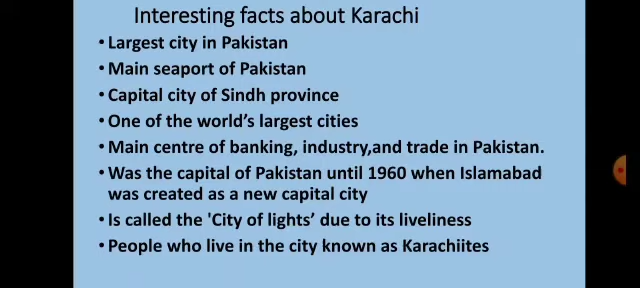 Interesting facts about Karachi
• Largest city in Pakistan
• Main seaport of Pakistan
• Capital city of Sindh province
• One of the world's largest cities
• Main centre of banking, industry,and trade in Pakistan.
• Was the capital of Pakistan until 1960 when Islamabad
was created as a new capital city
• Is called the 'City of lights’ due to its liveliness
• People who live in the city known as Karachiites